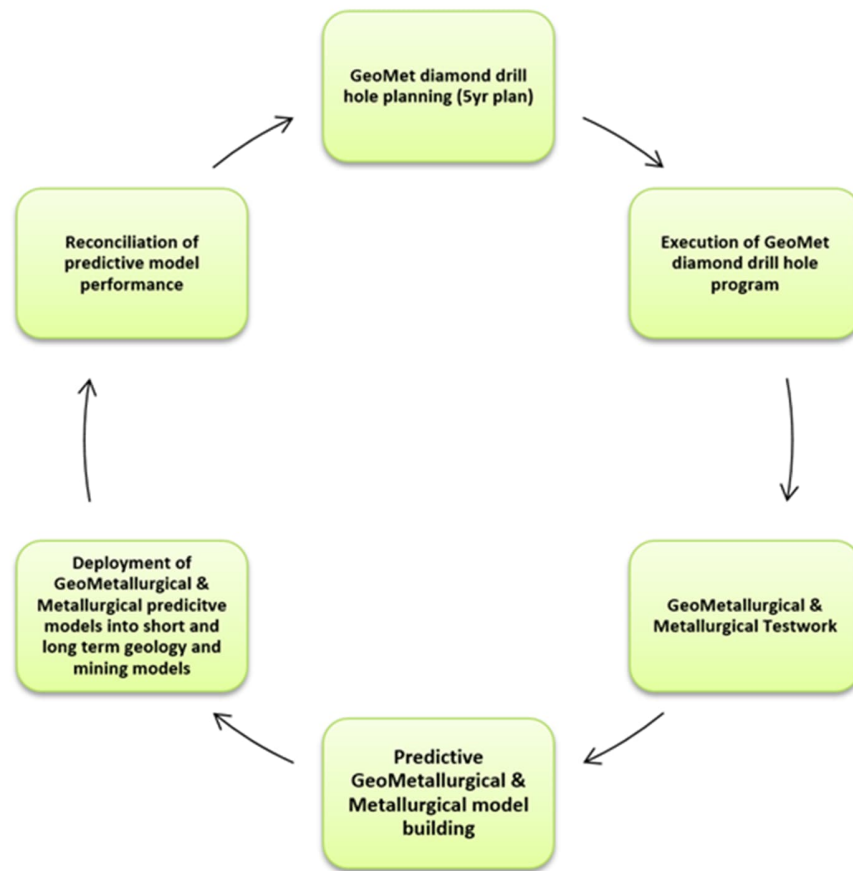 GeoMet diamond drill
hole planning (5yr plan)
Execution of GeoMet
diamond drill hole
program
GeoMetallurgical &
Metallurgical Testwork
Predictive
GeoMetallurgical &
Metallurgical model
building
Deployment of
GeoMetallurgical &
Metallurgical predicitve
models into short and
long term geology and
mining models
Reconciliation of
predictive model
performance